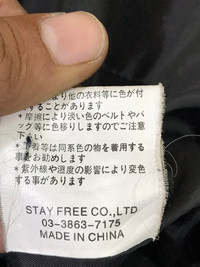 より他の衣料等に色が付
することがあります
*摩擦により淡い色のベルトやバ
ック等に色移りしますのでご注
意下さい
着等は同系色の物を着用する
事をお勧めします
*紫外線や湿度の影響により変色
する事があります
STAY FREE CO.,LTD
03-3863-7175
MADE IN CHINA